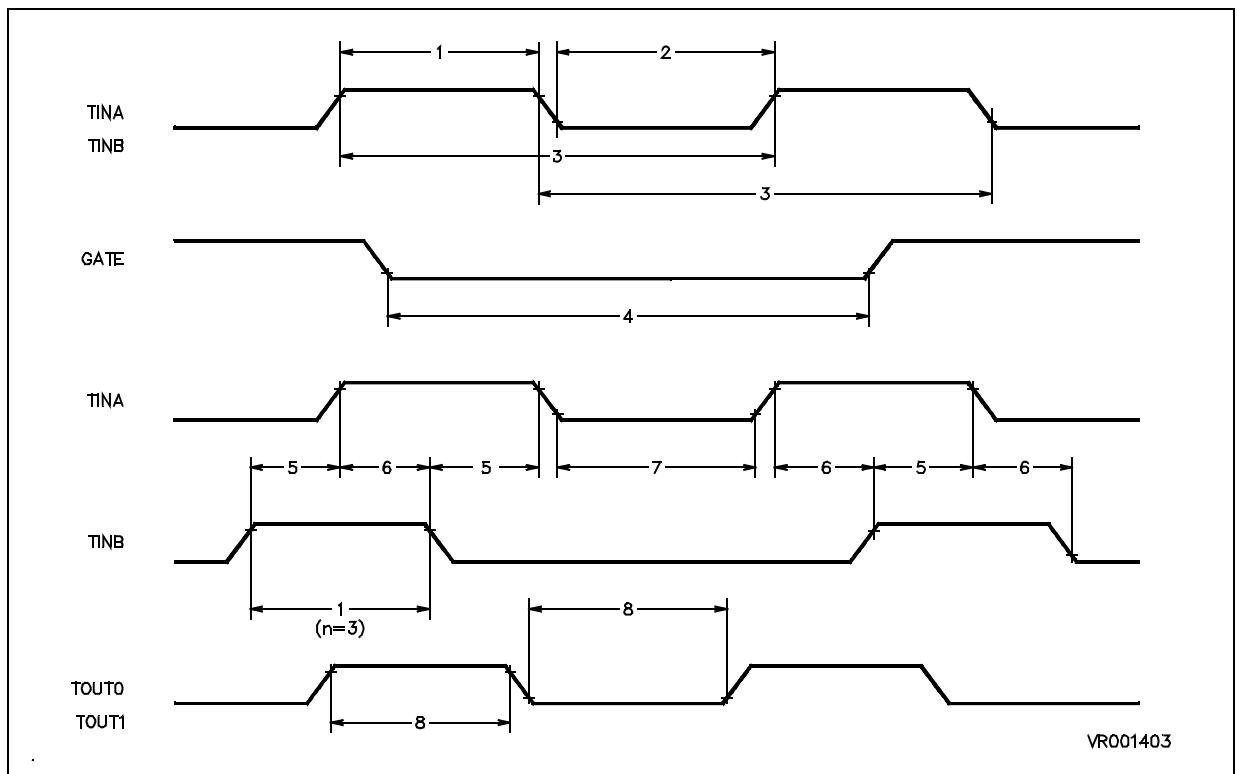 1 2
TINA
TINB
3
3
GATE
4
TINA
5 6 5 7 6 5 6
TINB
1 8
(n=3)
TOUT0
TOUT1
8
VR001403